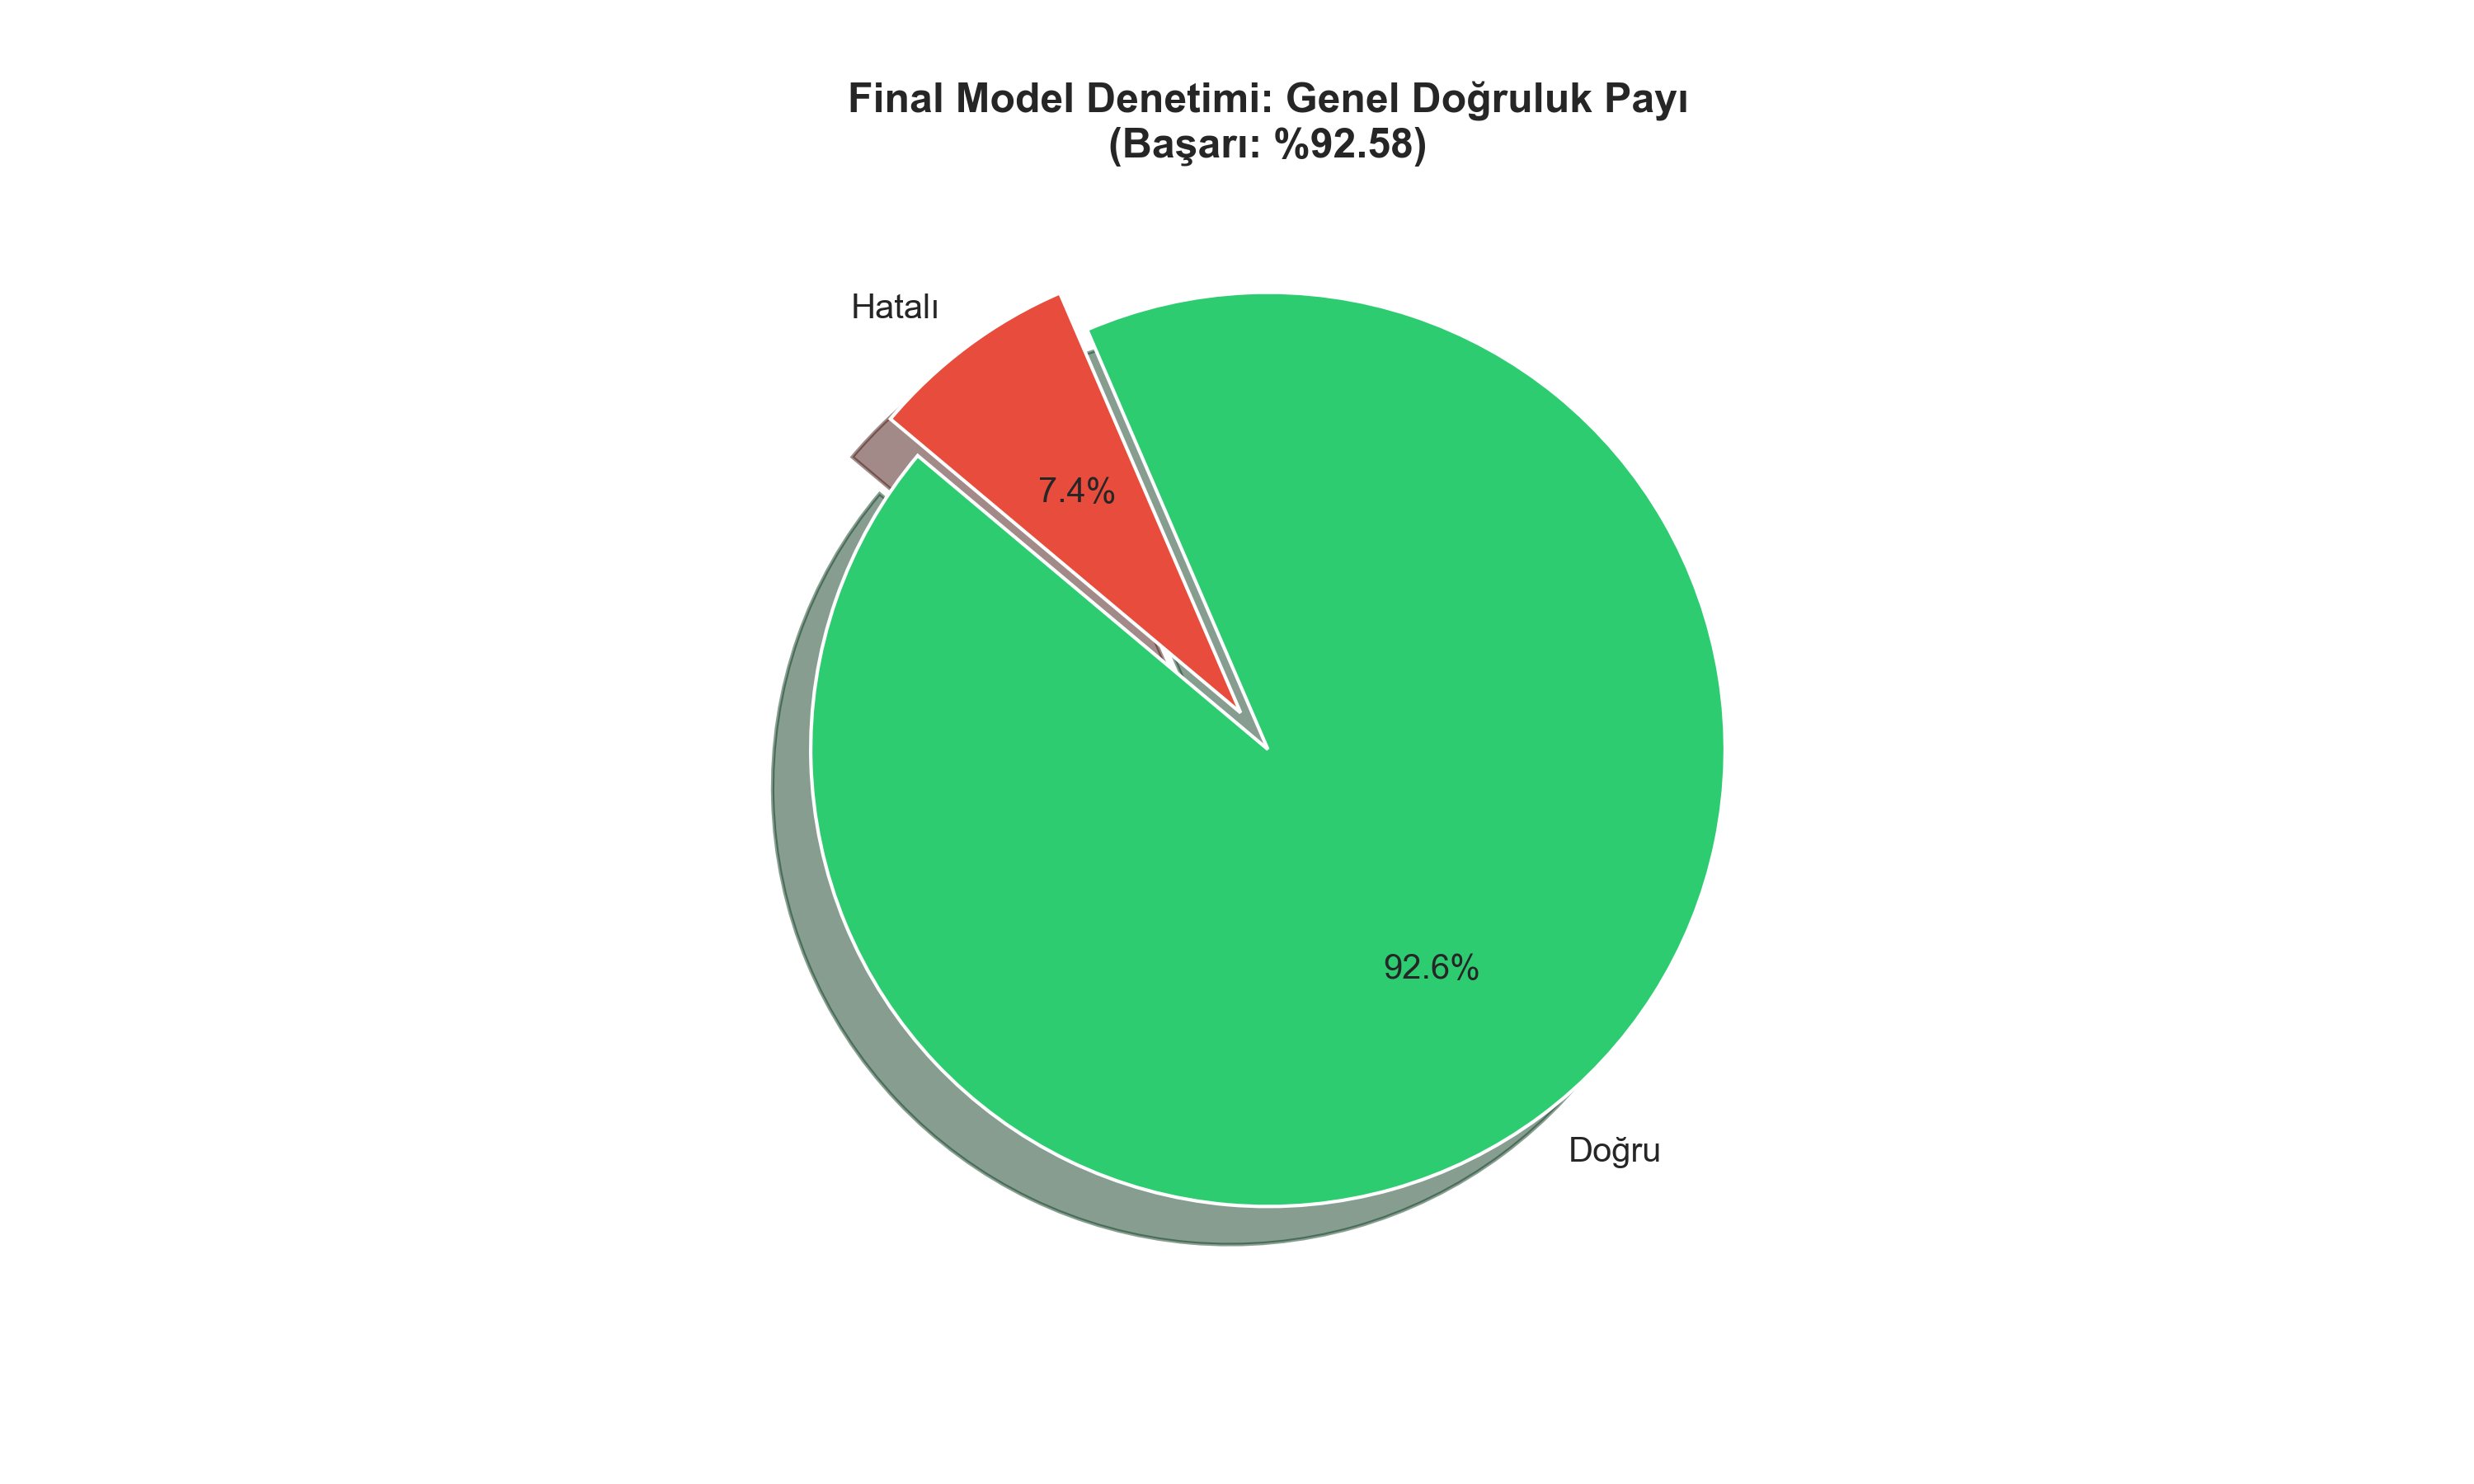 Final Model Denetimi: Genel Doğruluk Payı
(Başarı: %92.58)
Hatalı
7.4%
92.6%
Doğru